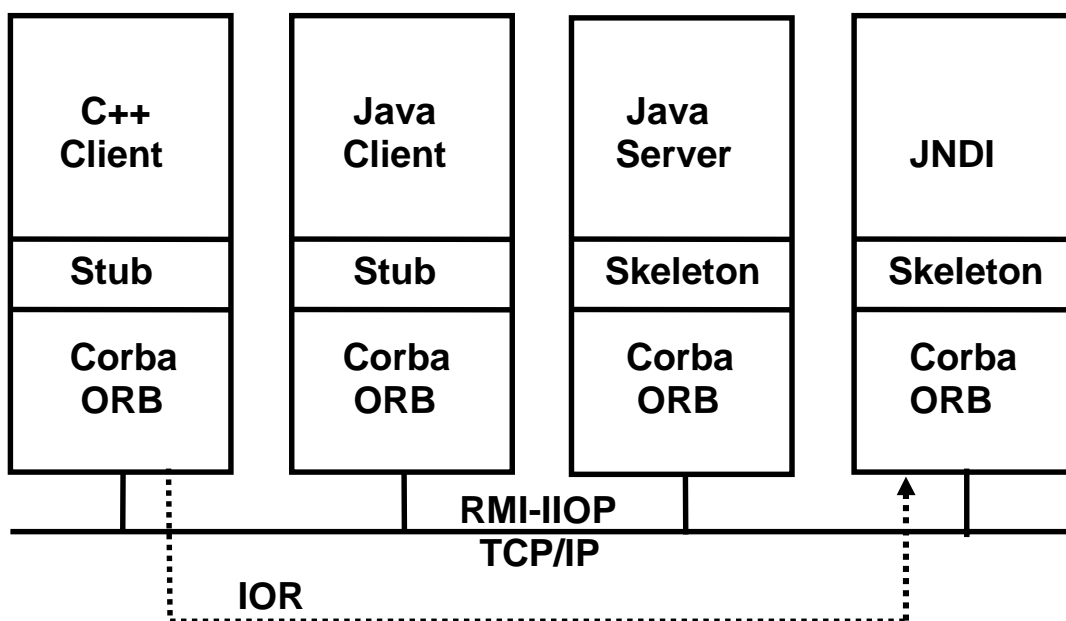 C++
Client
Java
Client
Java
Server
JNDI
Stub
Stub
Skeleton
Skeleton
Corba
ORB
Corba
ORB
Corba
ORB
Corba
ORB
RMI-IIOP
TCP/IP
IOR